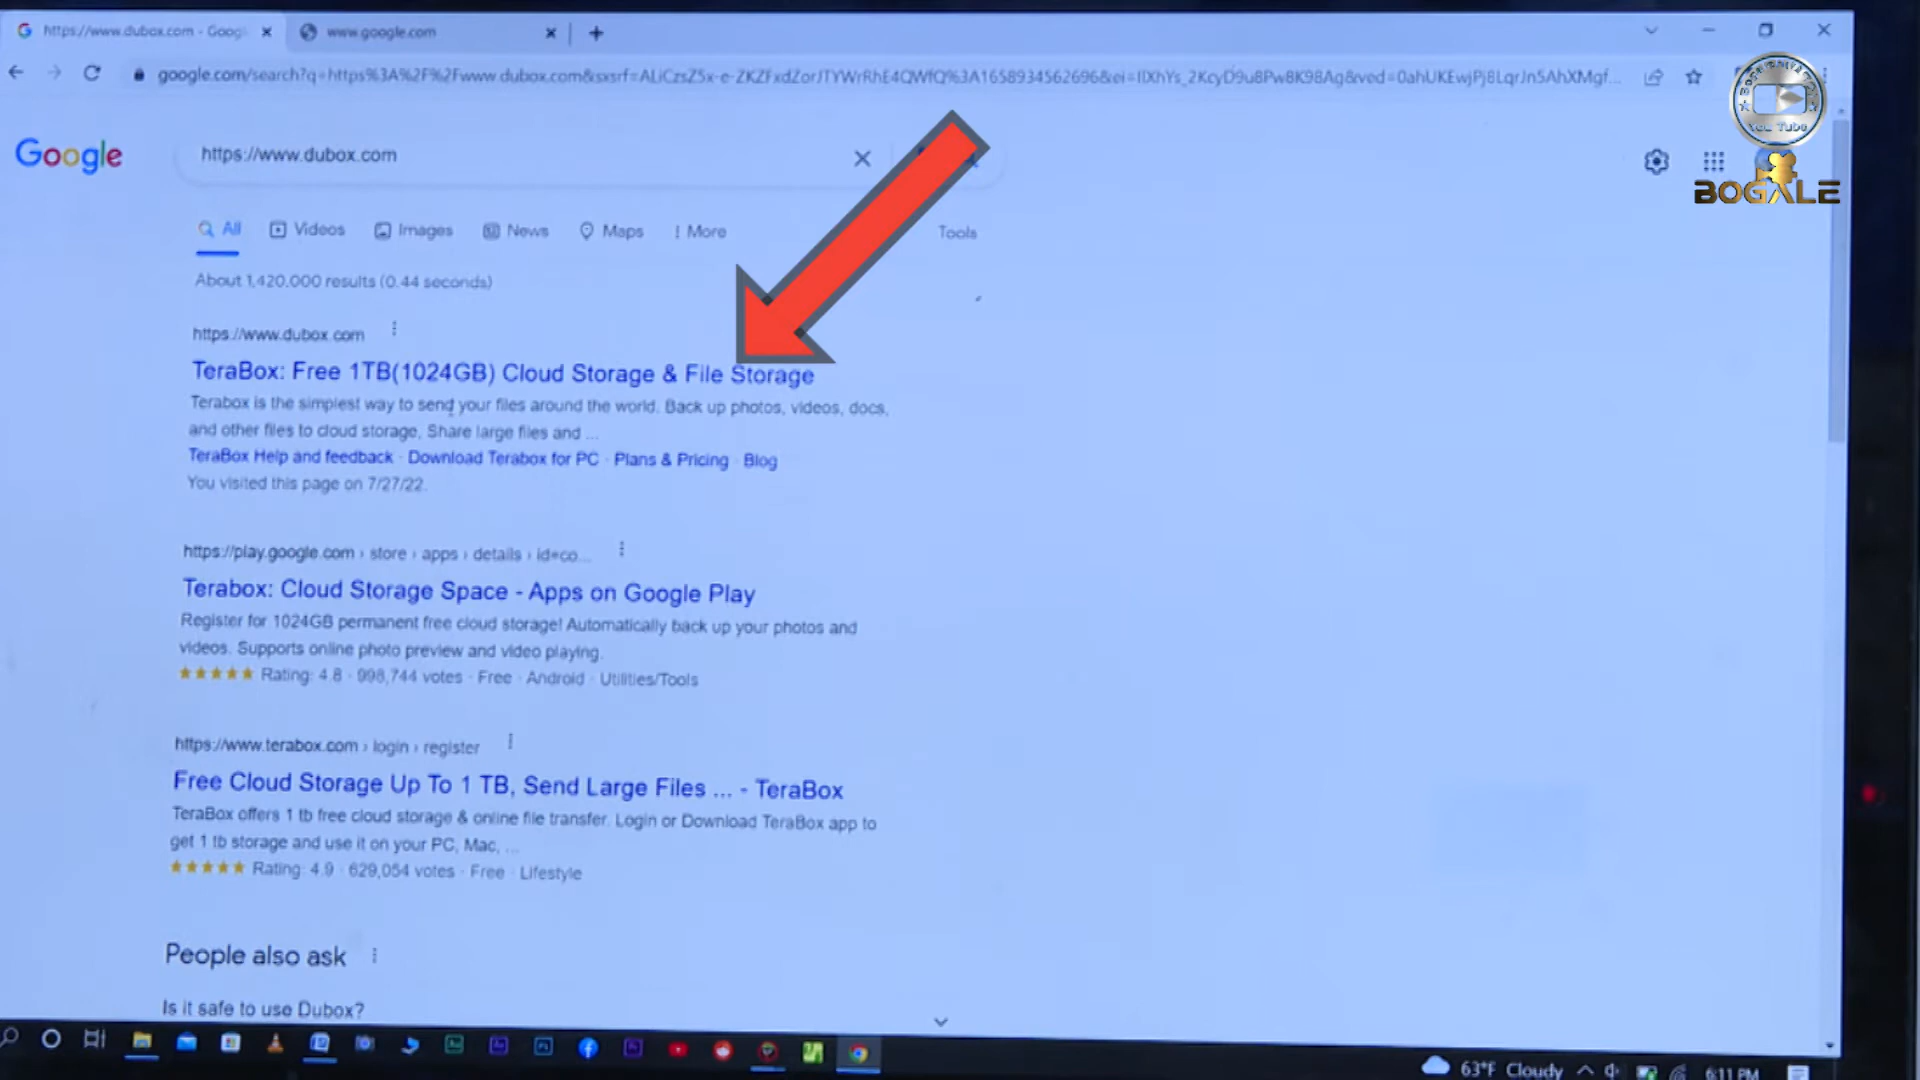 https://www.dubox.com - Goog
www.google.com
Google
https://www.dubox.com
All Videos Images News Maps More Tools
About 1,420,000 results (0.44 seconds)
https://www.dubox.com
TeraBox: Free 1TB(1024GB) Cloud Storage & File Storage
Terabox is the simplest way to send your files around the world. Back up photos, videos, docs,
and other files to cloud storage, Share large files and ...
TeraBox Help and feedback · Download Terabox for PC · Plans & Pricing · Blog
You visited this page on 7/27/22.
https://play.google.com › store › apps › details › id=co...
Terabox: Cloud Storage Space - Apps on Google Play
Register for 1024GB permanent free cloud storage! Automatically back up your photos and
videos. Supports online photo preview and video playing.
Rating: 4.8 · 998,744 votes · Free · Android · Utilities/Tools
https://www.terabox.com › login › register
Free Cloud Storage Up To 1 TB, Send Large Files ... - TeraBox
TeraBox offers 1 tb free cloud storage & online file transfer. Login or Download TeraBox app to
get 1 tb storage and use it on your PC, Mac, ...
Rating: 4.9 · 629,054 votes · Free · Lifestyle
People also ask
Is it safe to use Dubox?
63°F Cloudy
6:11 PM
You Tube
BOGALE